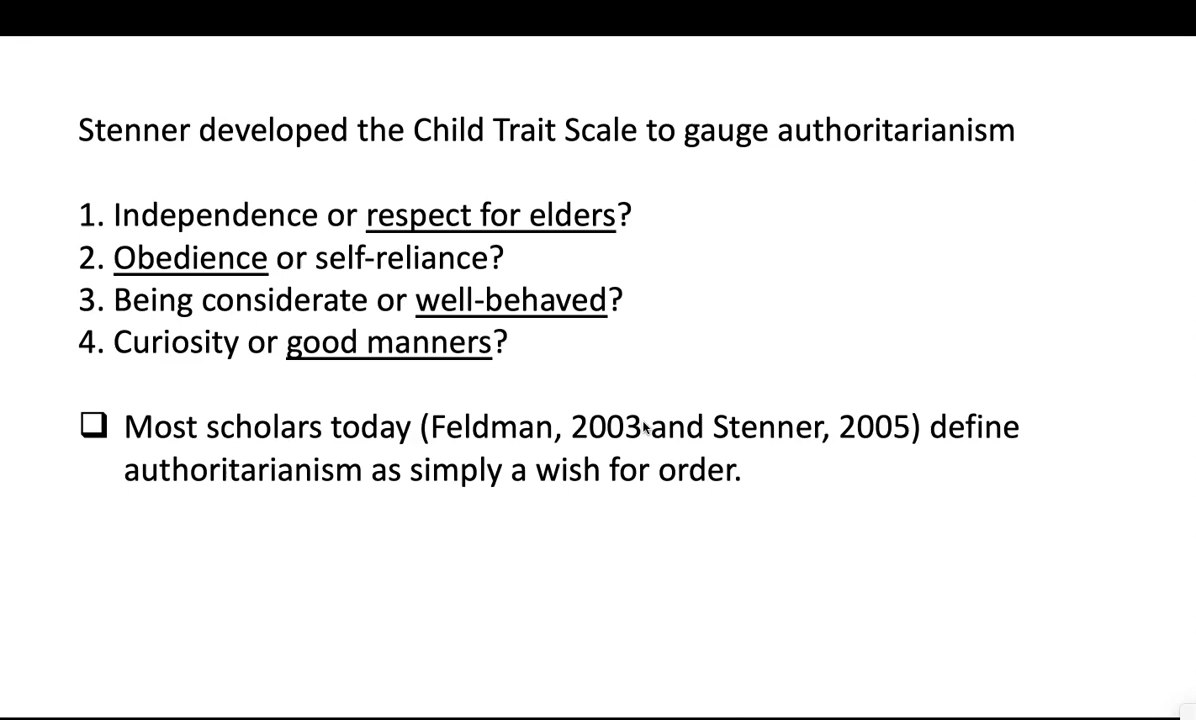 Stenner developed the Child Trait Scale to gauge authoritarianism
1. Independence or respect for elders?
2. Obedience or self-reliance?
3. Being considerate or well-behaved?
4. Curiosity or good manners?
❑ Most scholars today (Feldman, 2003 and Stenner, 2005) define
authoritarianism as simply a wish for order.